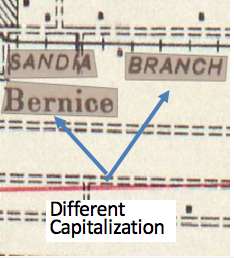 SANDIA BRANCH
Bernice
Different
Capitalization